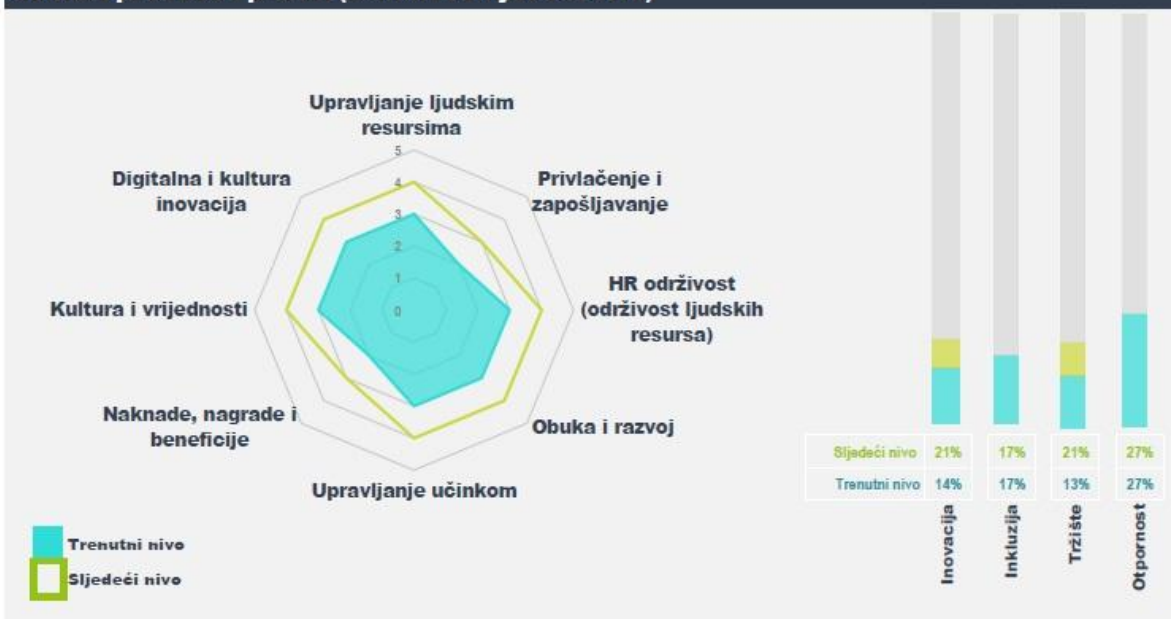 Upravljanje ljudskim
resursima
Digitalna i kultura
inovacija
Privlačenje i
zapošljavanje
5
4
3
2
1
0
Kultura i vrijednosti
HR održivost
(održivost ljudskih
resursa)
Naknade, nagrade i
beneficije
Obuka i razvoj
Upravljanje učinkom
Trenutni nivo
Sljedeći nivo
Sljedeći nivo 21% 17% 21% 27%
Trenutni nivo 14% 17% 13% 27%
Inovacija
Inkluzija
Tržište
Otpornost